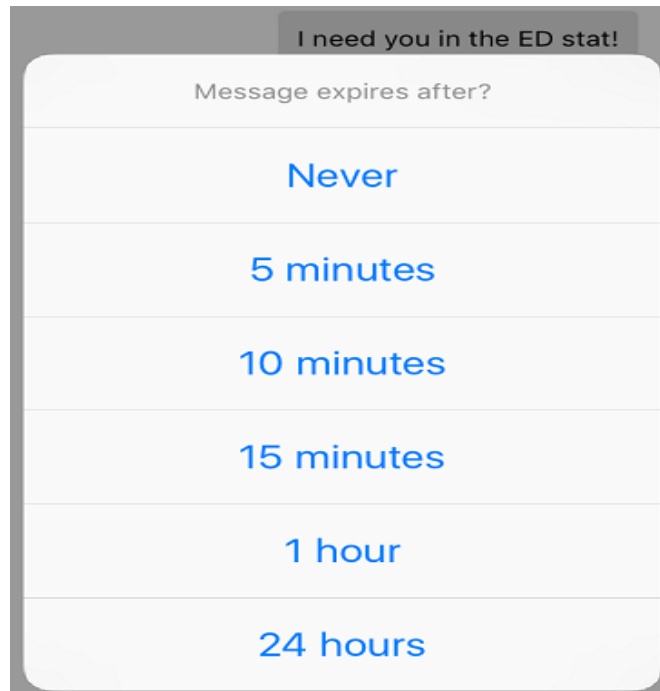 I need you in the ED stat!
Message expires after?
Never
5 minutes
10 minutes
15 minutes
1 hour
24 hours